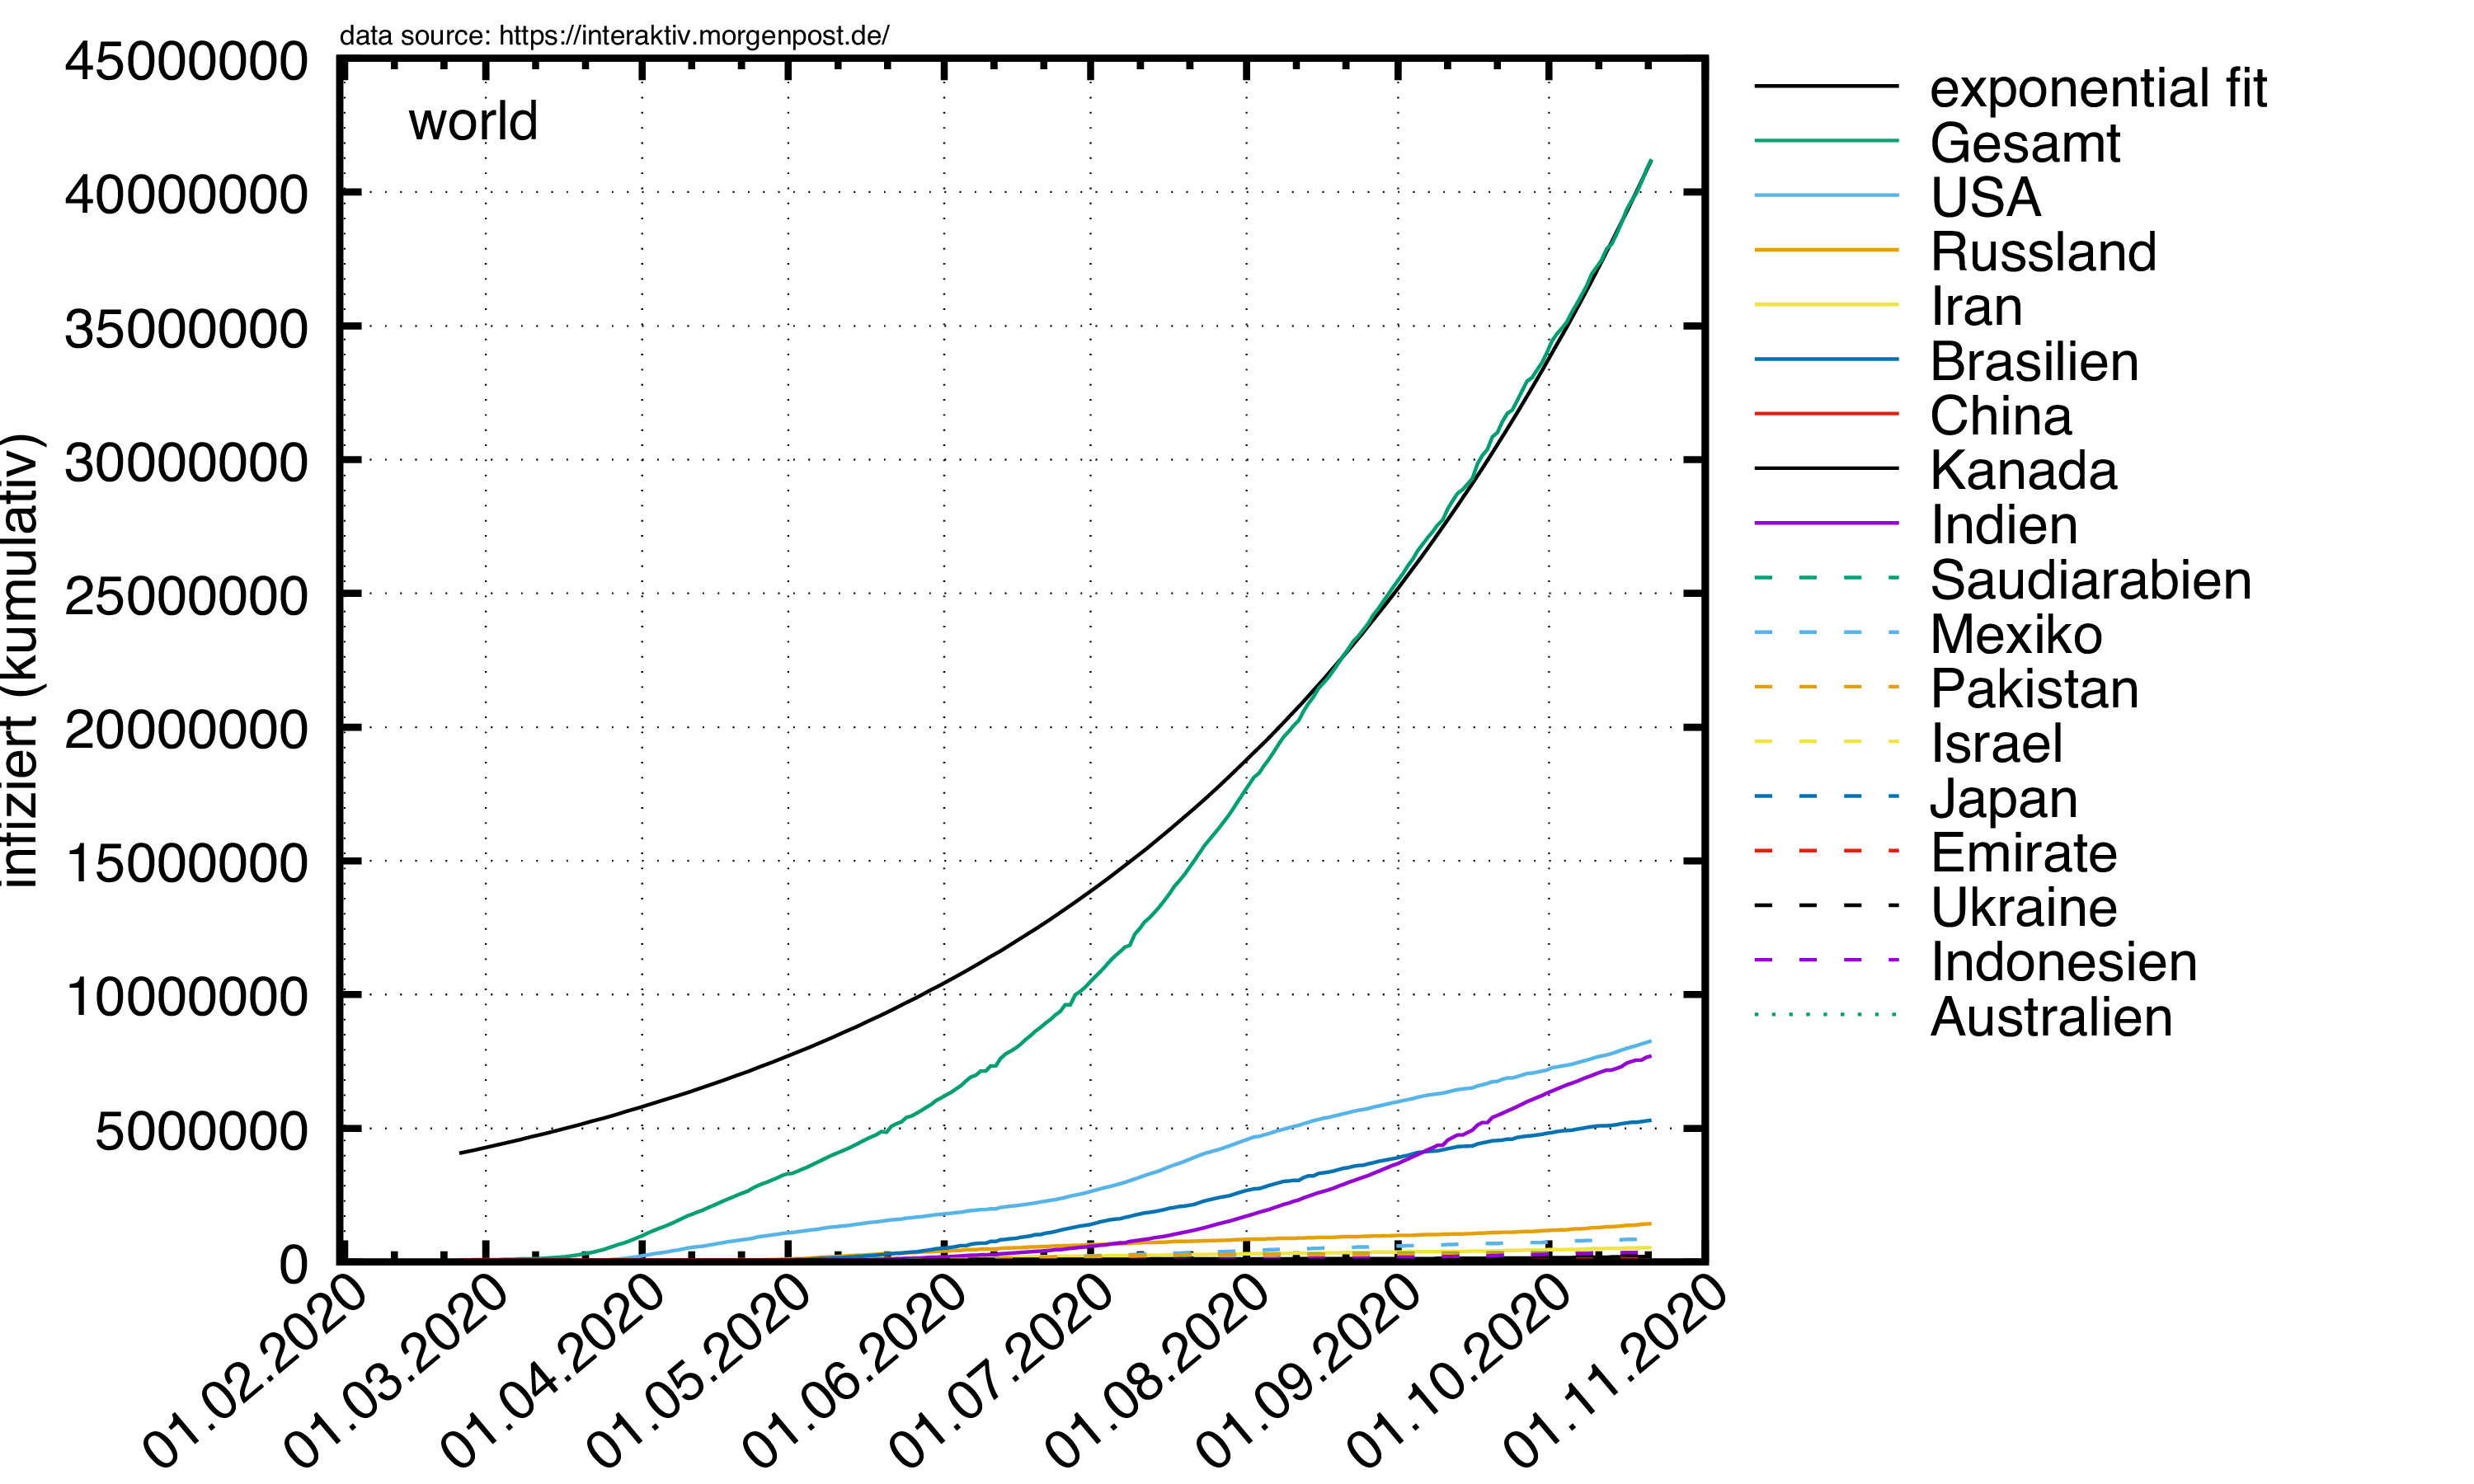 data source: https://interaktiv.morgenpost.de/
world
infiziert (kumulativ)
45000000
40000000
35000000
30000000
25000000
20000000
15000000
10000000
5000000
0
01.02.2020
01.03.2020
01.04.2020
01.05.2020
01.06.2020
01.07.2020
01.08.2020
01.09.2020
01.10.2020
01.11.2020
exponential fit
Gesamt
USA
Russland
Iran
Brasilien
China
Kanada
Indien
Saudiarabien
Mexiko
Pakistan
Israel
Japan
Emirate
Ukraine
Indonesien
Australien